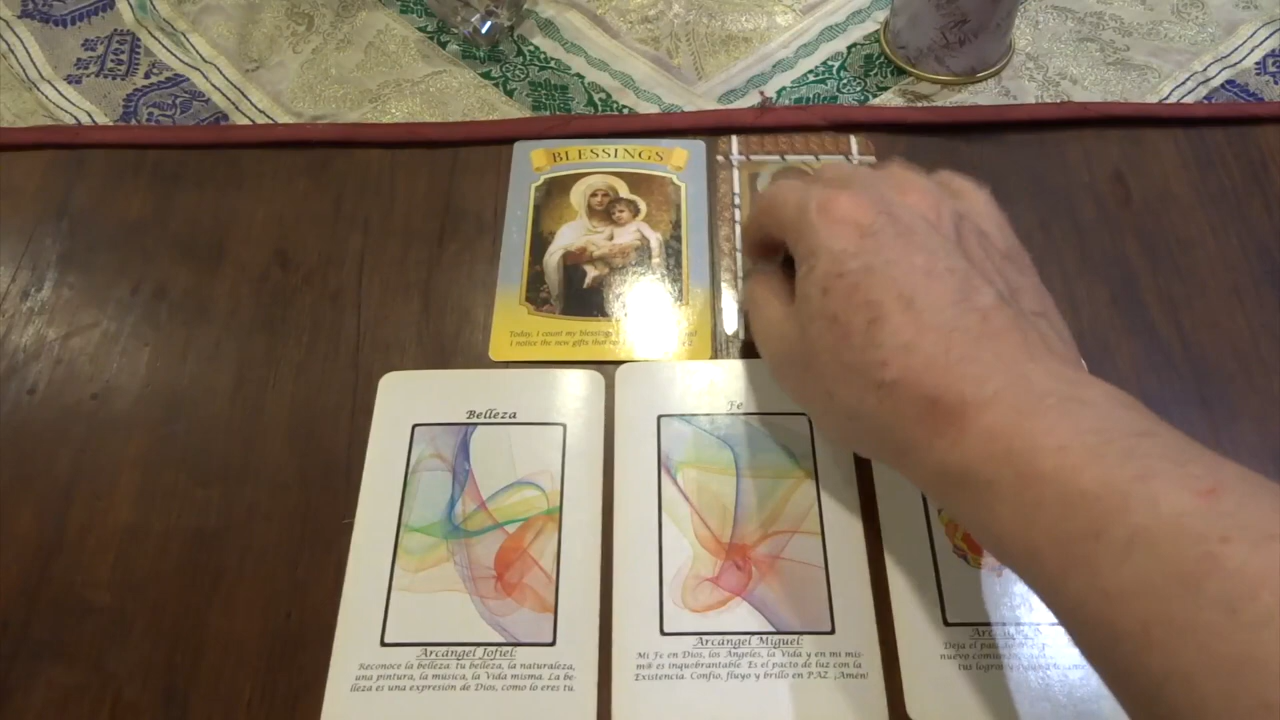 BLESSINGS
Today, I count my blessings
I notice the new gifts that
Belleza
Arcángel Jofiel:
Reconoce la belleza: tu belleza, la naturaleza,
una pintura, la música, la Vida misma. La be-
lleza es una expresión de Dios, como lo eres tú.
Fe
Arcángel Miguel:
Mi Fe en Dios, los Ángeles, la Vida y en mi mis-
m@ es inquebrantable. Es el pacto de luz con la
Existencia. Confío, fluyo y brillo en PAZ. ¡Amén!
Deja el
nuevo
tus